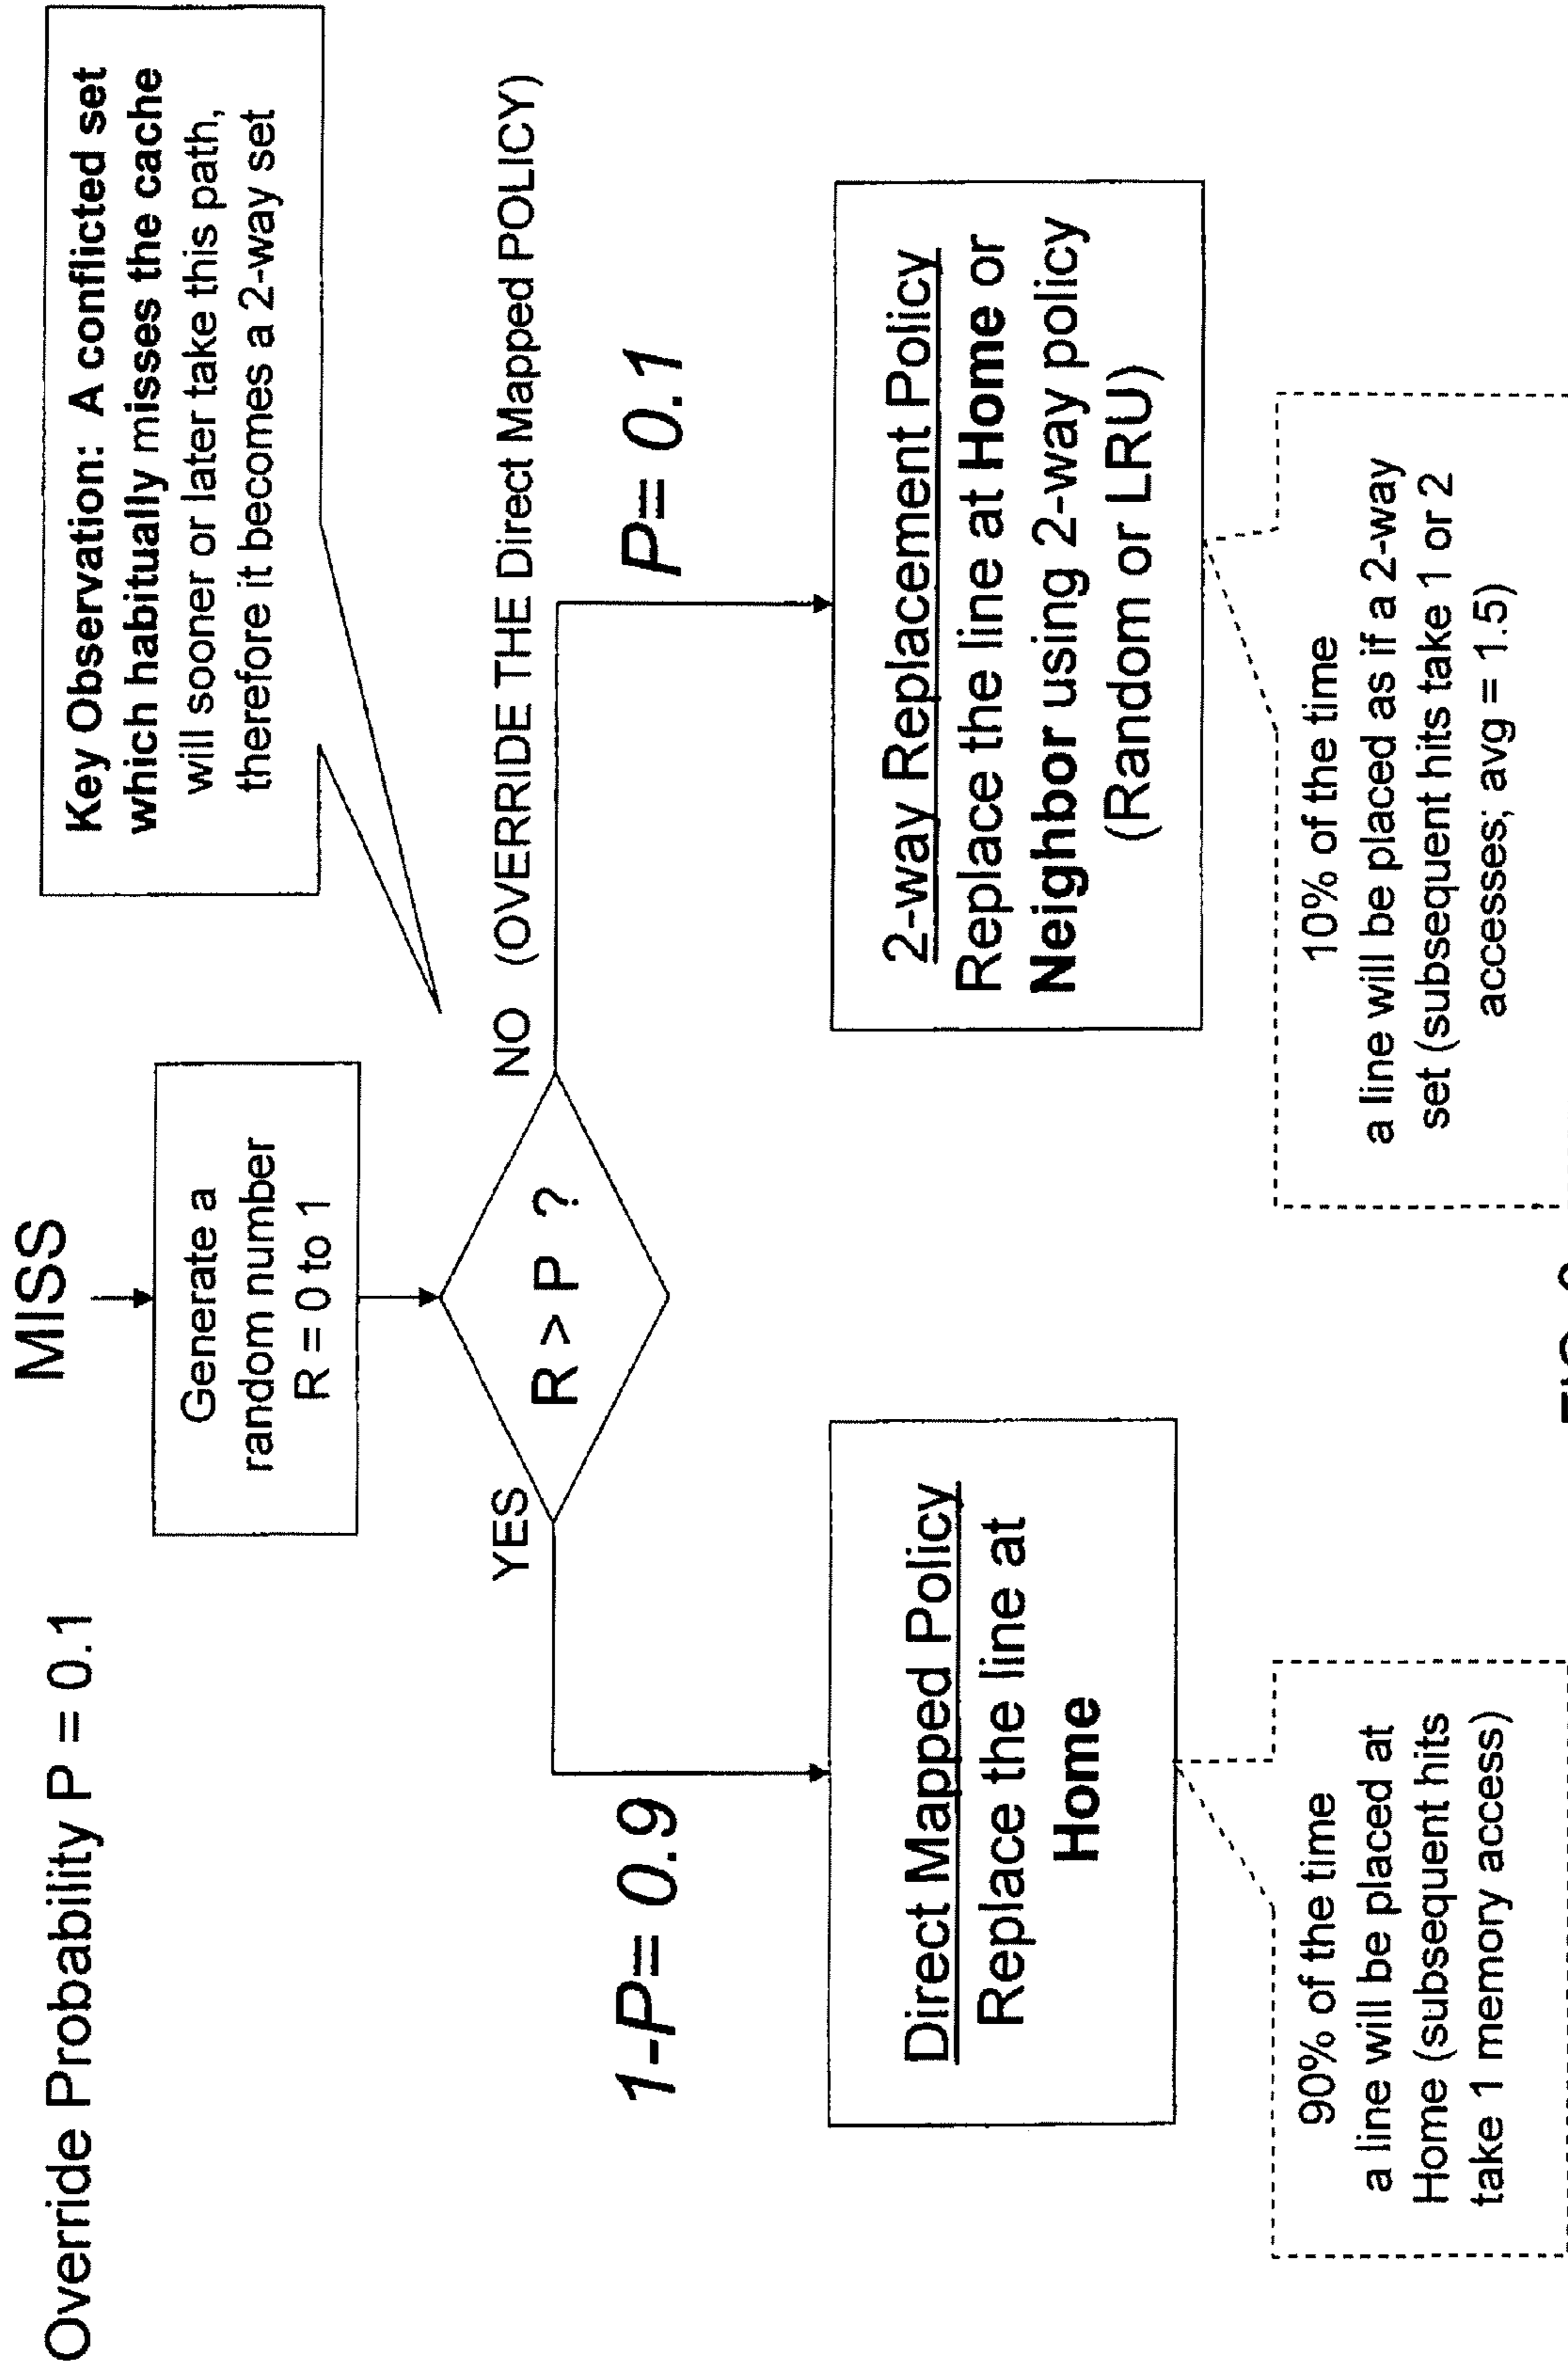 Override Probability P = 0.1
MISS
Generate a
random number
R = 0 to 1
Key Observation: A conflicted set
which habitually misses the cache
will sooner or later take this path,
therefore it becomes a 2-way set
R > P ?
YES
NO (OVERRIDE THE Direct Mapped POLICY)
1-P= 0.9
P= 0.1
Direct Mapped Policy
Replace the line at
Home
2-way Replacement Policy
Replace the line at Home or
Neighbor using 2-way policy
(Random or LRU)
90% of the time
a line will be placed at
Home (subsequent hits
take 1 memory access)
10% of the time
a line will be placed as if a 2-way
set (subsequent hits take 1 or 2
accesses; avg = 1.5)